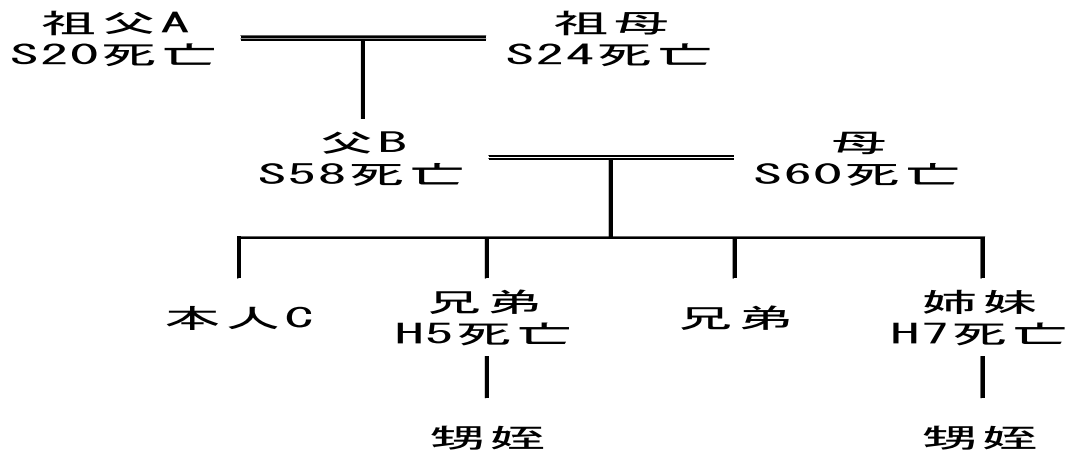 祖父A
S20死亡
祖母
S24死亡
父B
S58死亡
母
S60死亡
本人C
兄弟
H5死亡
兄弟
姉妹
H7死亡
甥姪
甥姪